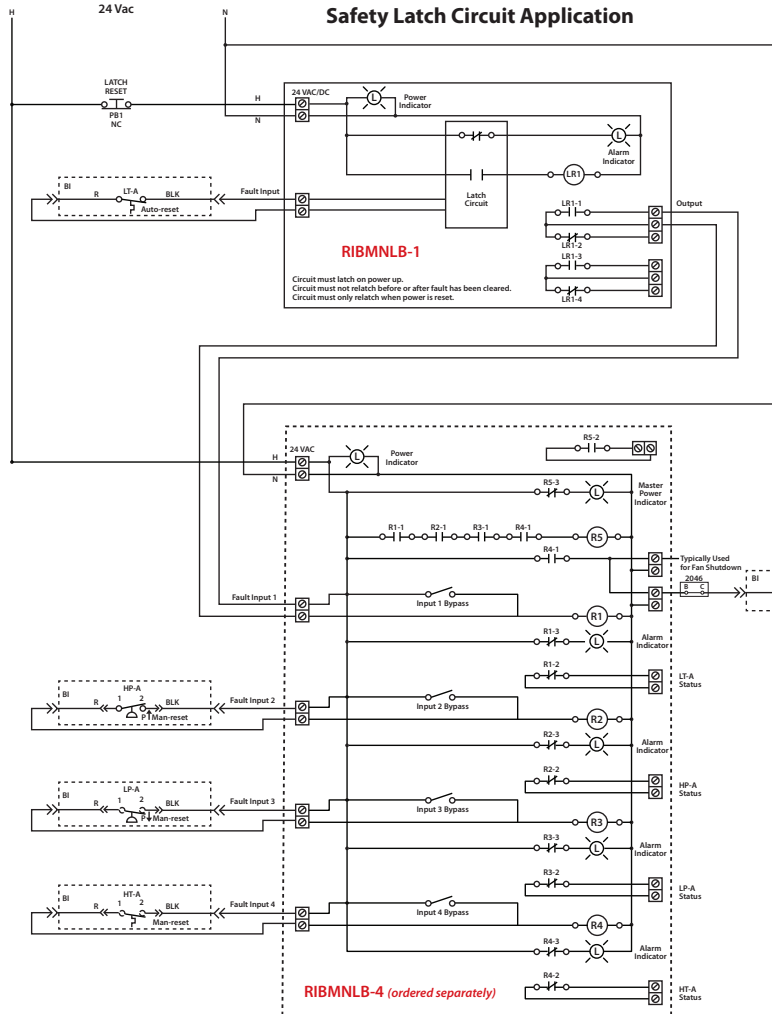 Safety Latch Circuit Application
24 Vac
H
N
LATCH
RESET
PB1
NC
H
N
24 VAC/DC
L
Power
Indicator
L
Alarm
Indicator
LR1
Latch
Circuit
BI
R
LT-A
BLK
Auto-reset
Fault Input
LR1-1
LR1-2
LR1-3
LR1-4
Output
RIBMNLB-1
Circuit must latch on power up.
Circuit must not relatch before or after fault has been cleared.
Circuit must only relatch when power is reset.
H
N
24 VAC
L
Power
Indicator
R5-2
R5-3
L
Master
Power
Indicator
R1-1
R2-1
R3-1
R4-1
R5
R4-1
Typically Used
for Fan Shutdown
2046
B C
BI
Fault Input 1
Input 1 Bypass
R1
R1-3
L
Alarm
Indicator
R1-2
LT-A
Status
BI
R
HP-A
1 2
BLK
P
Man-reset
Fault Input 2
Input 2 Bypass
R2
R2-3
L
Alarm
Indicator
R2-2
HP-A
Status
BI
R
LP-A
1 2
BLK
P
Man-reset
Fault Input 3
Input 3 Bypass
R3
R3-3
L
Alarm
Indicator
R3-2
LP-A
Status
BI
R
HT-A
1 2
BLK
Man-reset
Fault Input 4
Input 4 Bypass
R4
R4-3
L
Alarm
Indicator
R4-2
HT-A
Status
RIBMNLB-4 (ordered separately)